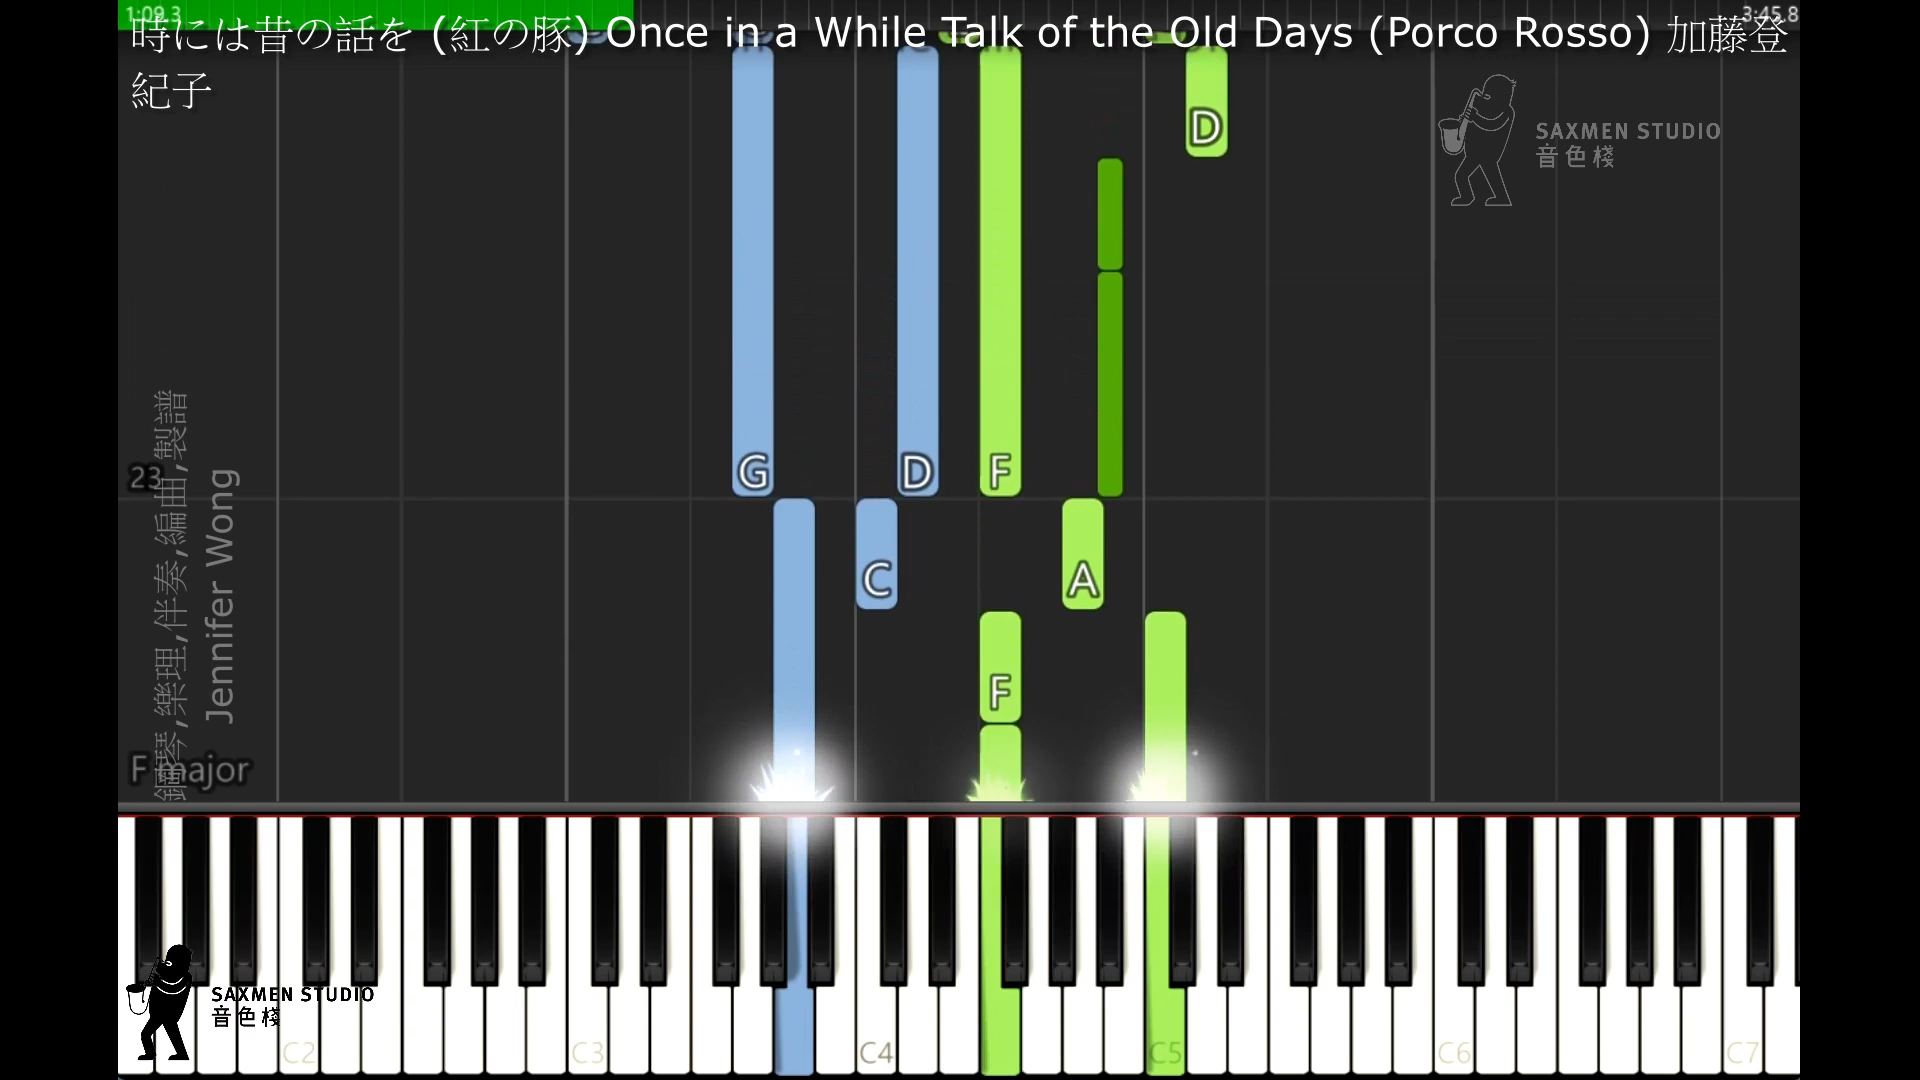 1:09.3
3:45.8
時には昔の話を (紅の豚) Once in a While Talk of the Old Days (Porco Rosso) 加藤登
紀子
SAXMEN STUDIO
音色棧
D
23
G
D
F
C
A
F
鋼琴,樂理,伴奏,編曲,製譜
Jennifer Wong
F major
SAXMEN STUDIO
音色棧
C2
C3
C4
C5
C6
C7